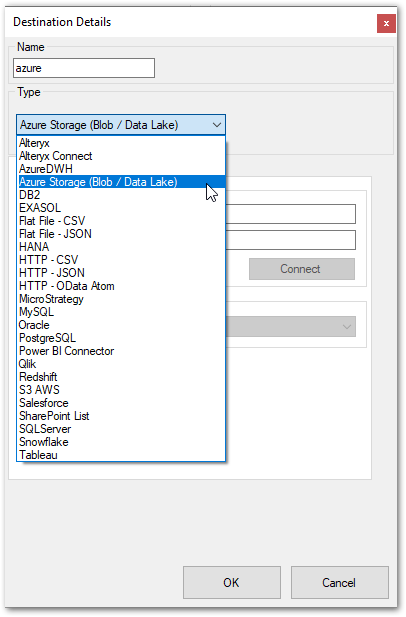 Destination Details
x
Name
azure
Type
Azure Storage (Blob / Data Lake)
Alteryx
Alteryx Connect
AzureDWH
Azure Storage (Blob / Data Lake)
DB2
EXASOL
Flat File - CSV
Flat File - JSON
HANA
HTTP - CSV
HTTP - JSON
HTTP - OData Atom
MicroStrategy
MySQL
Oracle
PostgreSQL
Power BI Connector
Qlik
Redshift
S3 AWS
Salesforce
SharePoint List
SQLServer
Snowflake
Tableau
Connect
OK Cancel